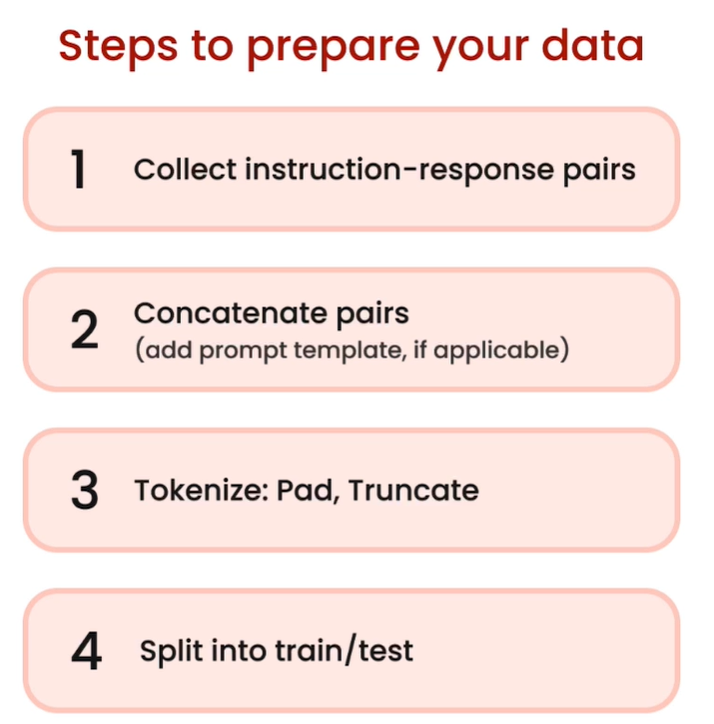 Steps to prepare your data
1 Collect instruction-response pairs
2 Concatenate pairs
(add prompt template, if applicable)
3 Tokenize: Pad, Truncate
4 Split into train/test